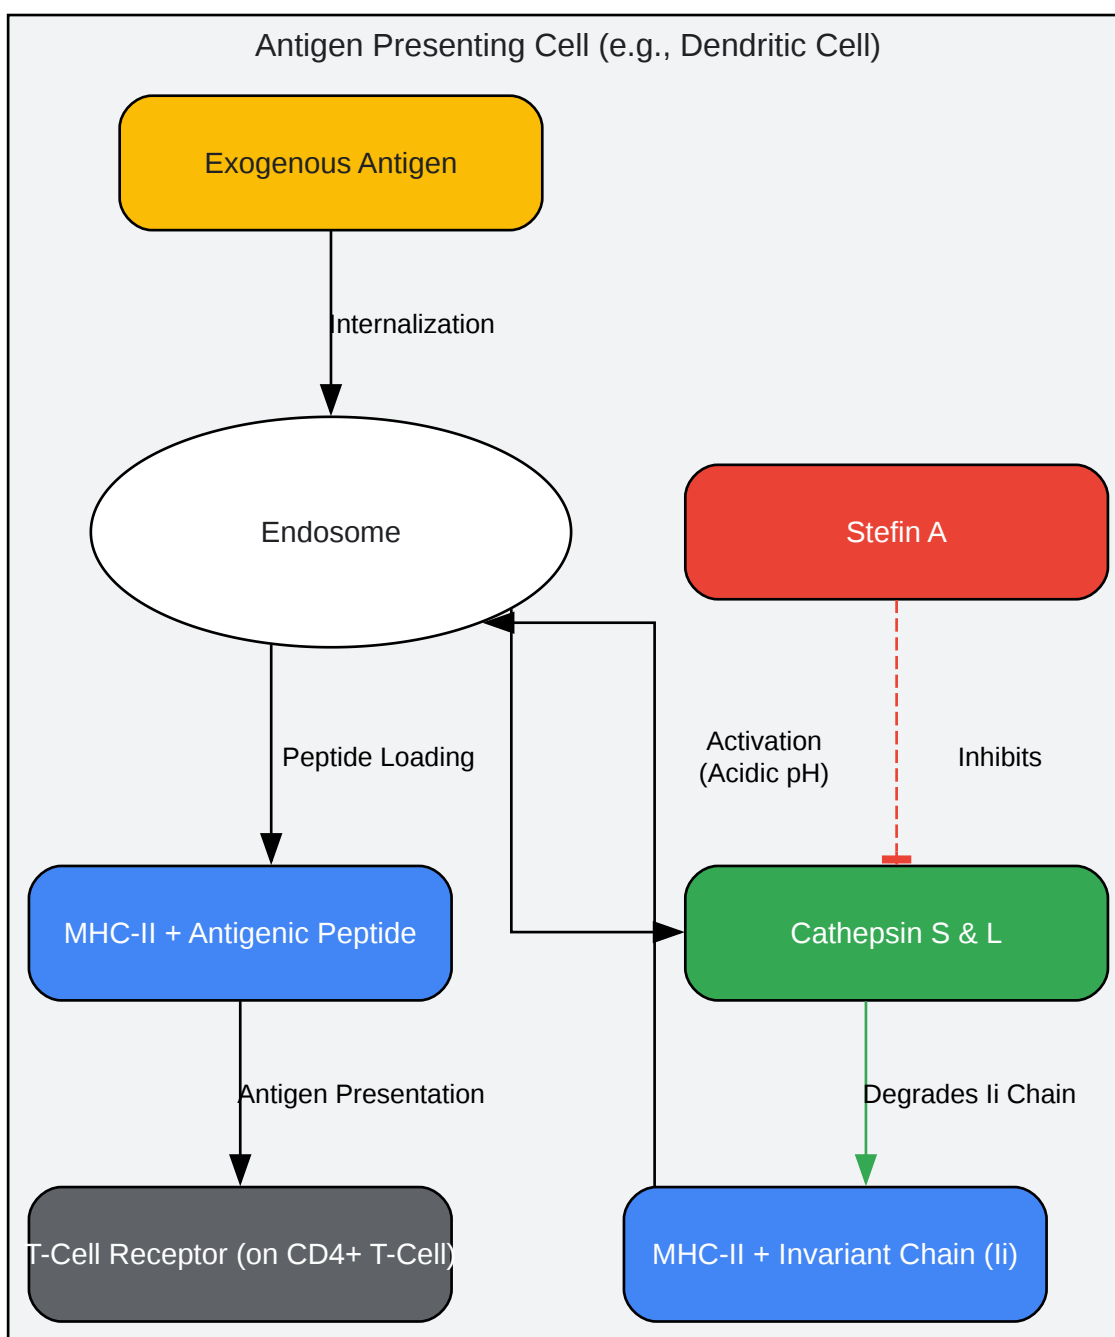 Antigen Presenting Cell (e.g., Dendritic Cell)
Exogenous Antigen
Internalization
Endosome
Stefin A
Peptide Loading
Activation
(Acidic pH)
Inhibits
MHC-II + Antigenic Peptide
Cathepsin S & L
Antigen Presentation
Degrades Ii Chain
T-Cell Receptor (on CD4+ T-Cell)
MHC-II + Invariant Chain (Ii)